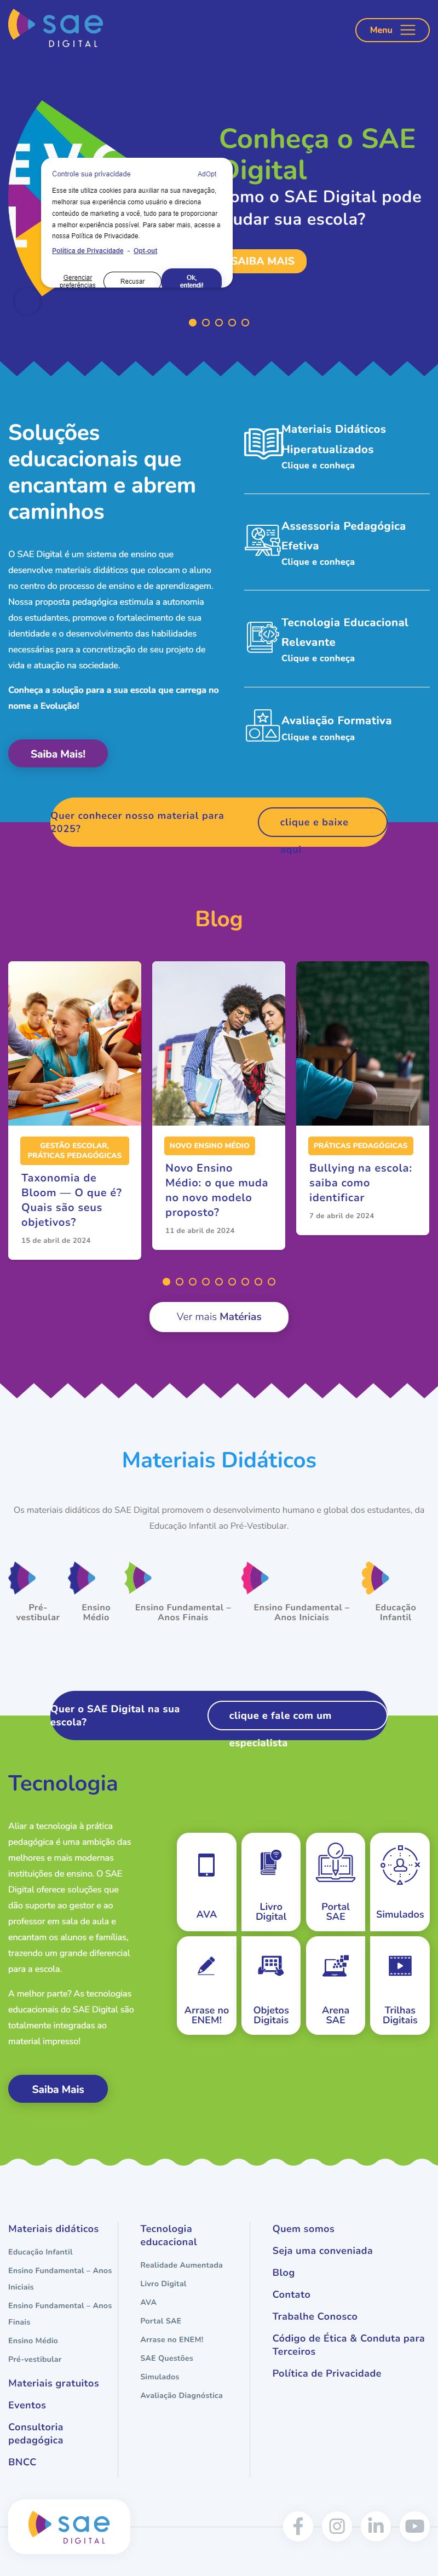 sae
DIGITAL
Menu
Conheça o SAE
Digital
omo o SAE Digital pode
udar sua escola?
SAIBA MAIS
Controle sua privacidade
AdOpt
Esse site utiliza cookies para auxiliar na sua navegação,
melhorar sua experiência como usuário e direciona
conteúdo de marketing a você, tudo para te proporcionar
a melhor experiência possível. Para saber mais, acesse a
nossa Política de Privacidade.
Política de Privacidade - Opt-out
Gerenciar
preferências
Recusar
Ok,
entendi!
Soluções
educacionais que
encantam e abrem
caminhos
O SAE Digital é um sistema de ensino que
desenvolve materiais didáticos que colocam o aluno
no centro do processo de ensino e de aprendizagem.
Nossa proposta pedagógica estimula a autonomia
dos estudantes, promove o fortalecimento de sua
identidade e o desenvolvimento das habilidades
necessárias para a concretização de seu projeto de
vida e atuação na sociedade.
Conheça a solução para a sua escola que carrega no
nome a Evolução!
Saiba Mais!
Materiais Didáticos
Hiperatualizados
Clique e conheça
Assessoria Pedagógica
Efetiva
Clique e conheça
Tecnologia Educacional
Relevante
Clique e conheça
Avaliação Formativa
Clique e conheça
Quer conhecer nosso material para
2025?
clique e baixe
aqui
Blog
GESTÃO ESCOLAR,
PRÁTICAS PEDAGÓGICAS
Taxonomia de
Bloom — O que é?
Quais são seus
objetivos?
15 de abril de 2024
NOVO ENSINO MÉDIO
Novo Ensino
Médio: o que muda
no novo modelo
proposto?
11 de abril de 2024
PRÁTICAS PEDAGÓGICAS
Bullying na escola:
saiba como
identificar
7 de abril de 2024
Ver mais Matérias
Materiais Didáticos
Os materiais didáticos do SAE Digital promovem o desenvolvimento humano e global dos estudantes, da
Educação Infantil ao Pré-Vestibular.
Pré-
vestibular
Ensino
Médio
Ensino Fundamental –
Anos Finais
Ensino Fundamental –
Anos Iniciais
Educação
Infantil
Quer o SAE Digital na sua
escola?
clique e fale com um
especialista
Tecnologia
Aliar a tecnologia à prática
pedagógica é uma ambição das
melhores e mais modernas
instituições de ensino. O SAE
Digital oferece soluções que
dão suporte ao gestor e ao
professor em sala de aula e
encantam os alunos e famílias,
trazendo um grande diferencial
para a escola.
A melhor parte? As tecnologias
educacionais do SAE Digital são
totalmente integradas ao
material impresso!
Saiba Mais
AVA
Livro
Digital
Portal
SAE
Simulados
Arrase no
ENEM!
Objetos
Digitais
Arena
SAE
Trilhas
Digitais
Materiais didáticos
Educação Infantil
Ensino Fundamental – Anos
Iniciais
Ensino Fundamental – Anos
Finais
Ensino Médio
Pré-vestibular
Materiais gratuitos
Eventos
Consultoria
pedagógica
BNCC
Tecnologia
educacional
Realidade Aumentada
Livro Digital
AVA
Portal SAE
Arrase no ENEM!
SAE Questões
Simulados
Avaliação Diagnóstica
Quem somos
Seja uma conveniada
Blog
Contato
Trabalhe Conosco
Código de Ética & Conduta para
Terceiros
Política de Privacidade
sae
DIGITAL